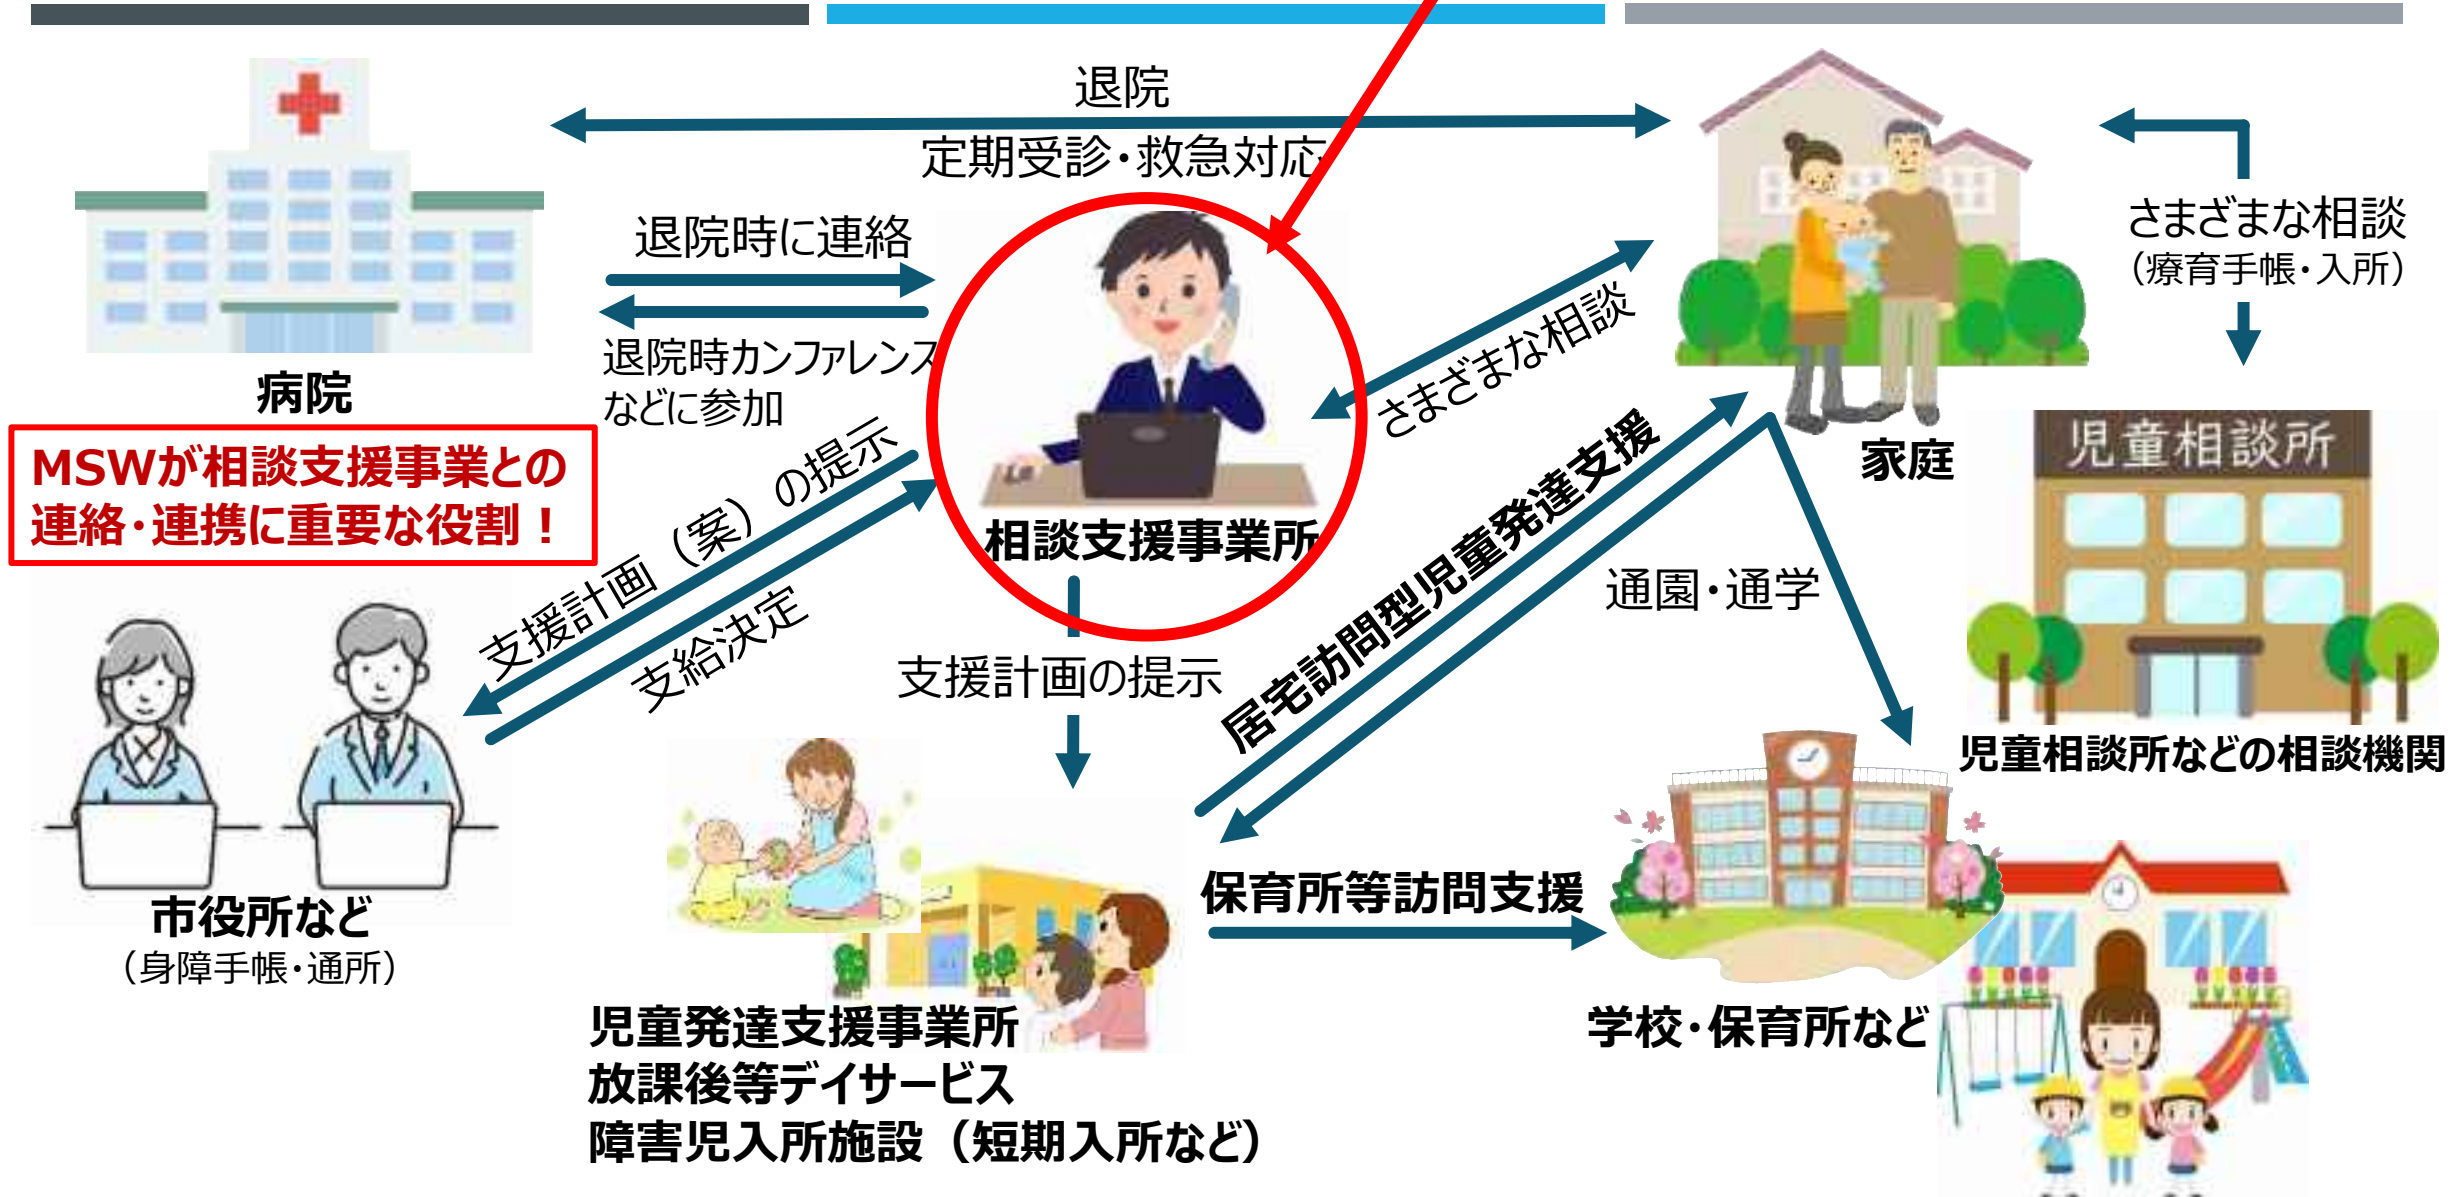 退院
定期受診・救急対応
退院時に連絡
退院時カンファレンス
などに参加
病院
MSWが相談支援事業との
連絡・連携に重要な役割！
相談支援事業所
さまざまな相談
家庭
さまざまな相談
（療育手帳・入所）
児童相談所
児童相談所などの相談機関
支援計画（案）の提示
支給決定
支援計画の提示
居宅訪問型児童発達支援
通園・通学
市役所など
（身障手帳・通所）
保育所等訪問支援
児童発達支援事業所
放課後等デイサービス
障害児入所施設（短期入所など）
学校・保育所など